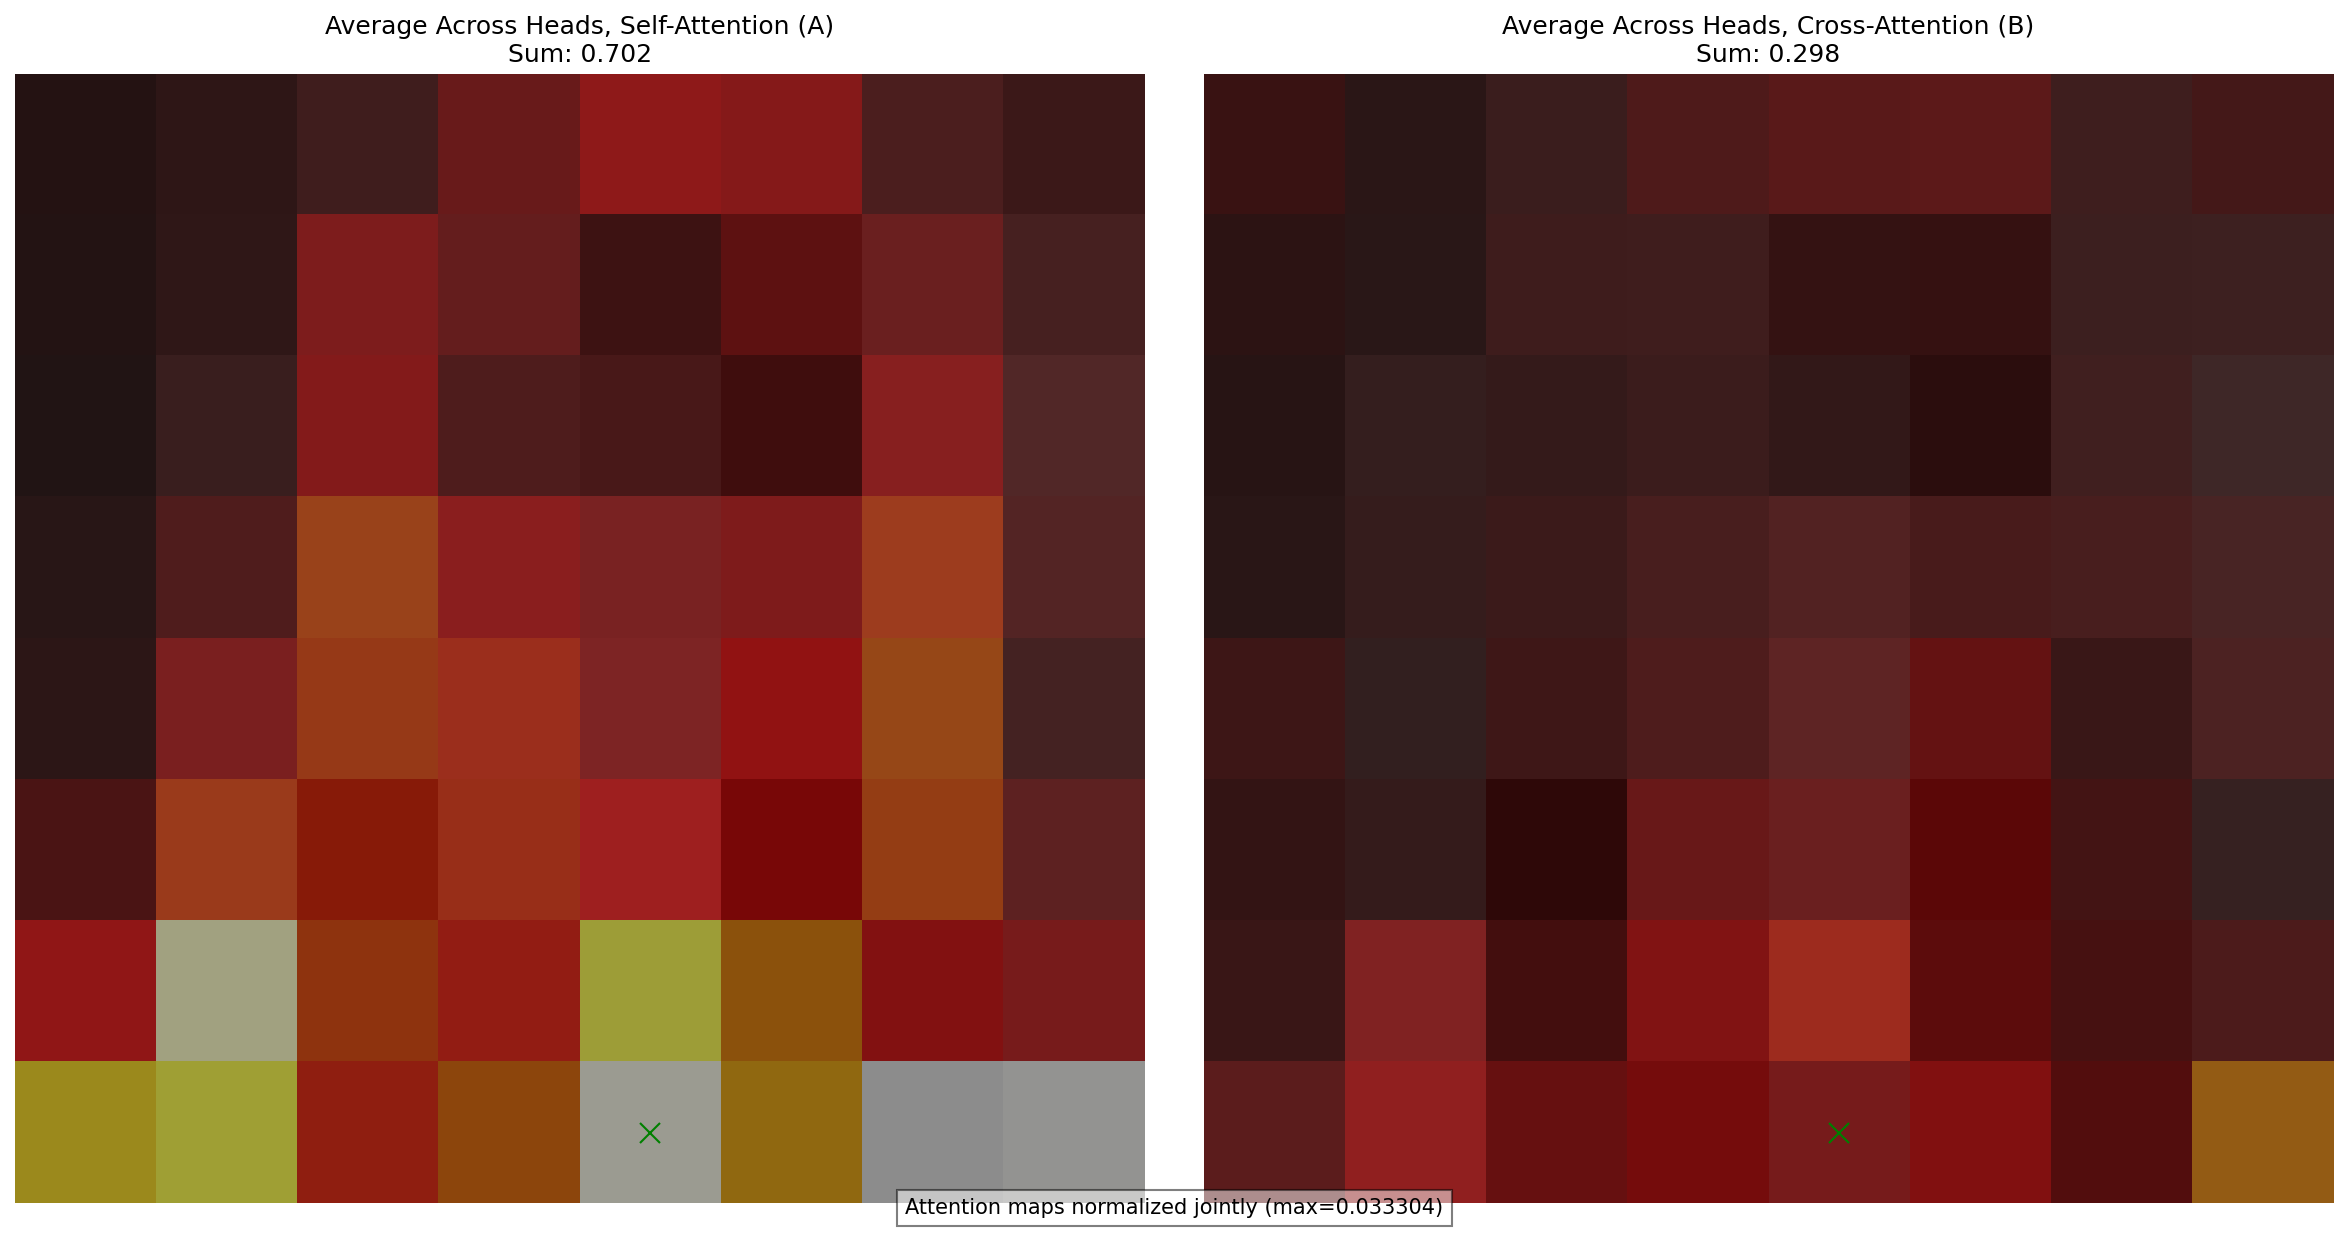 Average Across Heads, Self-Attention (A)
Sum: 0.702
Average Across Heads, Cross-Attention (B)
Sum: 0.298
Attention maps normalized jointly (max=0.033304)